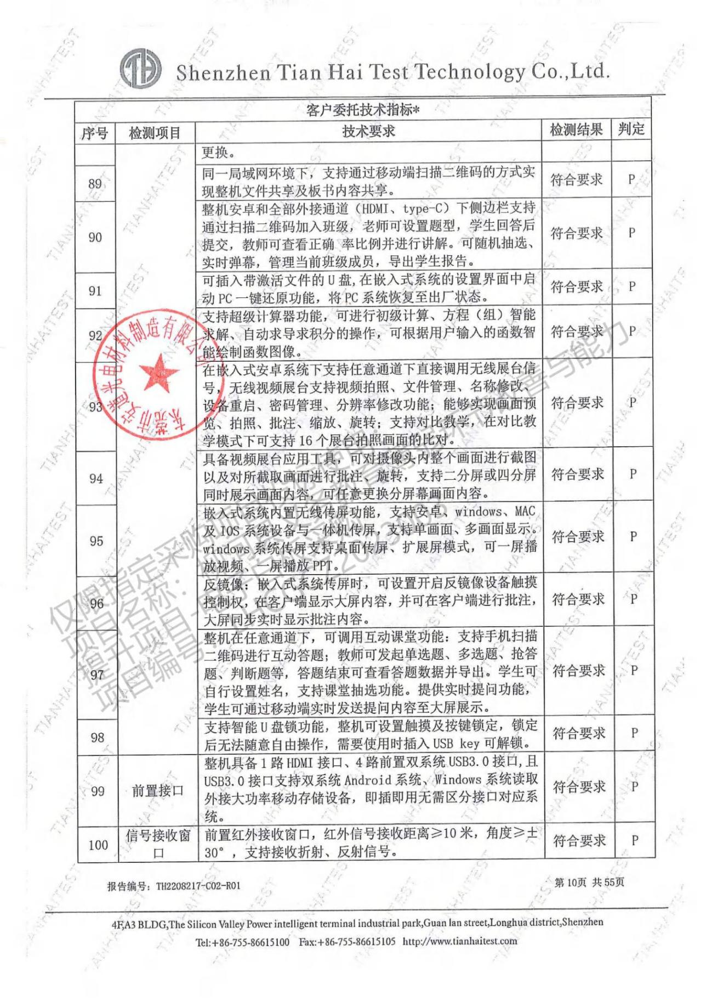 TH
Shenzhen Tian Hai Test Technology Co.,Ltd.
客户委托技术指标*
序号 检测项目 技术要求 检测结果 判定
更换。
89 同一局域网环境下，支持通过移动端扫描二维码的方式实 符合要求 P
现整机文件共享及板书内容共享。
整机安卓和全部外接通道（HDMI、type-C）下侧边栏支持
通过扫描二维码加入班级，老师可设置题型，学生回答后
90 提交，教师可查看正确 率比例并进行讲解。可随机抽选、 符合要求 P
实时弹幕，管理当前班级成员，导出学生报告。
91 可插入带激活文件的 U 盘,在嵌入式系统的设置界面中启 符合要求 P
动 PC 一键还原功能，将 PC 系统恢复至出厂状态。
支持超级计算器功能，可进行初级计算、方程（组）智能
92 求解、自动求导求积分的操作，可根据用户输入的函数智 符合要求 P
能绘制函数图像。
在嵌入式安卓系统下支持任意通道下直接调用无线展台信
号，无线视频展台支持视频拍照、文件管理、名称修改、
93 设备重启、密码管理、分辨率修改功能；能够实现画面预 符合要求 P
览、拍照、批注、缩放、旋转；支持对比教学，在对比教
学模式下可支持 16 个展台拍照画面的比对。
具备视频展台应用工具，可对摄像头内整个画面进行截图
94 以及对所截取画面进行批注、旋转，支持二分屏或四分屏 符合要求 P
同时展示画面内容，可任意更换分屏幕画面内容。
嵌入式系统内置无线传屏功能，支持安卓、windows、MAC
95 及 IOS 系统设备与一体机传屏，支持单画面、多画面显示。 符合要求 P
windows 系统传屏支持桌面传屏、扩展屏模式，可一屏播
放视频、一屏播放 PPT。
反镜像：嵌入式系统传屏时，可设置开启反镜像设备触摸
96 控制权，在客户端显示大屏内容，并可在客户端进行批注， 符合要求 P
大屏同步实时显示批注内容。
整机在任意通道下，可调用互动课堂功能：支持手机扫描
二维码进行互动答题；教师可发起单选题、多选题、抢答
97 题、判断题等，答题结束可查看答题数据并导出。学生可 符合要求 P
自行设置姓名，支持课堂抽选功能。提供实时提问功能，
学生可通过移动端实时发送提问内容至大屏展示。
98 支持智能 U 盘锁功能，整机可设置触摸及按键锁定，锁定 符合要求 P
后无法随意自由操作，需要使用时插入 USB key 可解锁。
整机具备 1 路 HDMI 接口、4 路前置双系统 USB3.0 接口,且
99 前置接口 USB3.0 接口支持双系统 Android 系统、Windows 系统读取 符合要求 P
外接大功率移动存储设备，即插即用无需区分接口对应系
统。
100 信号接收窗口 前置红外接收窗口，红外信号接收距离≥10 米，角度≥± 符合要求 P
30°，支持接收折射、反射信号。
东莞市安道光电材料制造有限公司
报告编号：TH2208217-C02-R01 第 10页 共 55页
4F,A3 BLDG,The Silicon Valley Power intelligent terminal industrial park,Guan lan street,Longhua district,Shenzhen
Tel:+86-755-86615100 Fax:+86-755-86615105 http://www.tianhaitest.com